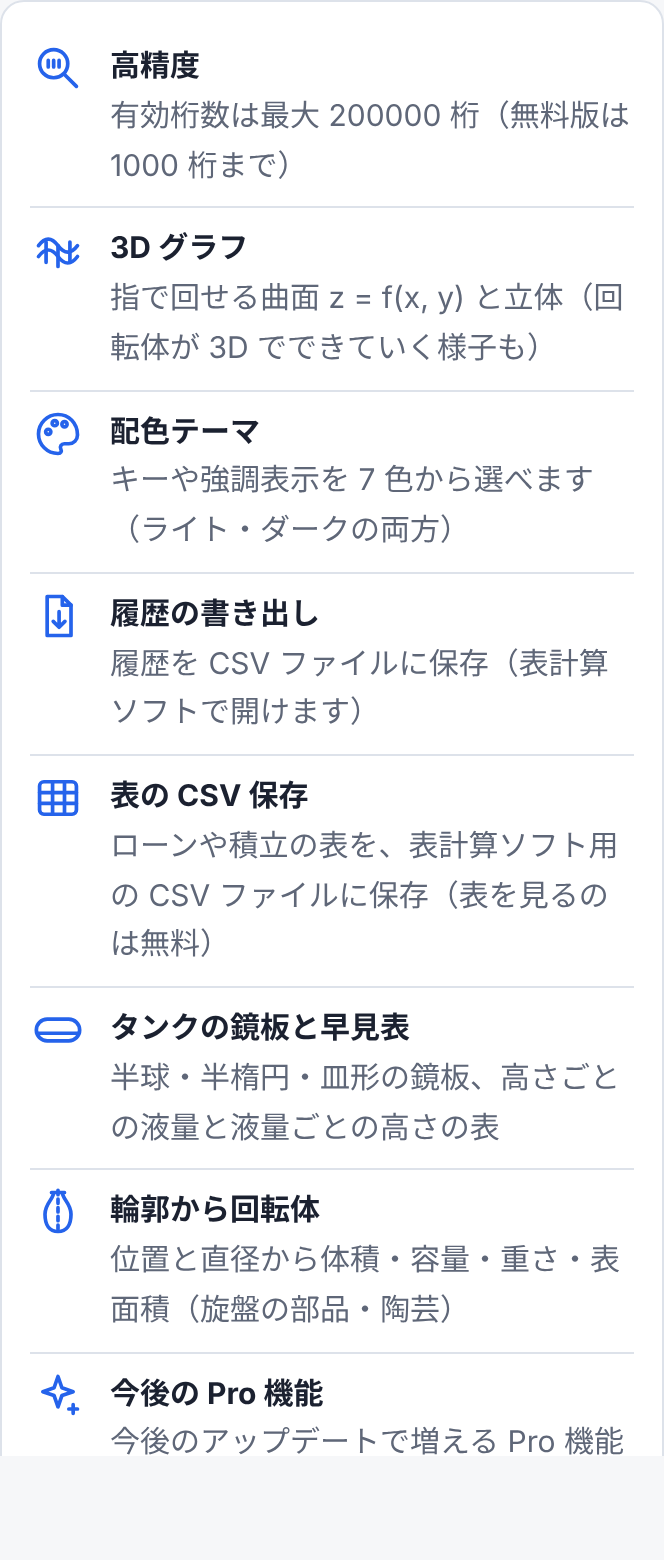 高精度
有効桁数は最大 200000 桁（無料版は
1000 桁まで）
3D グラフ
指で回せる曲面 z = f(x, y) と立体（回
転体が 3D でできていく様子も）
配色テーマ
キーや強調表示を 7 色から選べます
（ライト・ダークの両方）
履歴の書き出し
履歴を CSV ファイルに保存（表計算
ソフトで開けます）
表の CSV 保存
ローンや積立の表を、表計算ソフト用
の CSV ファイルに保存（表を見るの
は無料）
タンクの鏡板と早見表
半球・半楕円・皿形の鏡板、高さごと
の液量と液量ごとの高さの表
輪郭から回転体
位置と直径から体積・容量・重さ・表
面積（旋盤の部品・陶芸）
今後の Pro 機能
今後のアップデートで増える Pro 機能